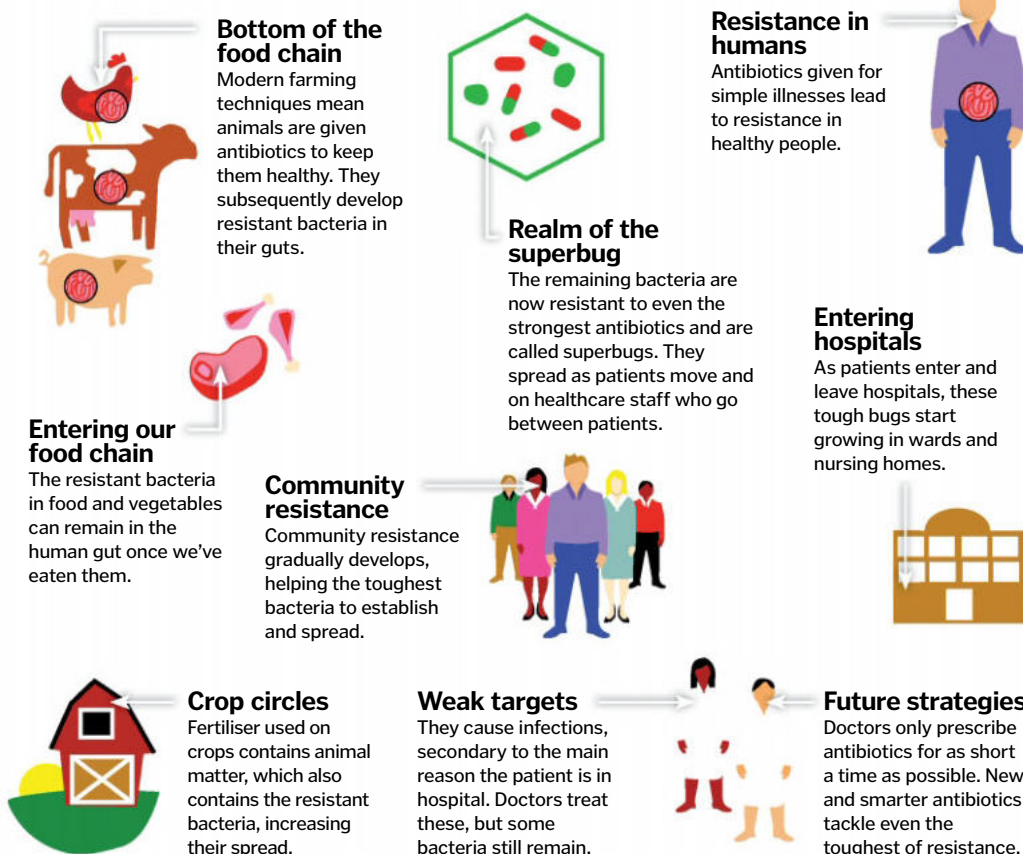 Bottom of the
food chain
Modern farming
techniques mean
animals are given
antibiotics to keep
them healthy. They
subsequently develop
resistant bacteria in
their guts.
Realm of the
superbug
The remaining bacteria are
now resistant to even the
strongest antibiotics and are
called superbugs. They
spread as patients move and
on healthcare staff who go
between patients.
Resistance in
humans
Antibiotics given for
simple illnesses lead
to resistance in
healthy people.
Entering
hospitals
As patients enter and
leave hospitals, these
tough bugs start
growing in wards and
nursing homes.
Entering our
food chain
The resistant bacteria
in food and vegetables
can remain in the
human gut once we've
eaten them.
Community
resistance
Community resistance
gradually develops,
helping the toughest
bacteria to establish
and spread.
Crop circles
Fertiliser used on
crops contains animal
matter, which also
contains the resistant
bacteria, increasing
their spread.
Weak targets
They cause infections,
secondary to the main
reason the patient is in
hospital. Doctors treat
these, but some
bacteria still remain.
Future strategies
Doctors only prescribe
antibiotics for as short
a time as possible. New
and smarter antibiotics
tackle even the
toughest of resistance.